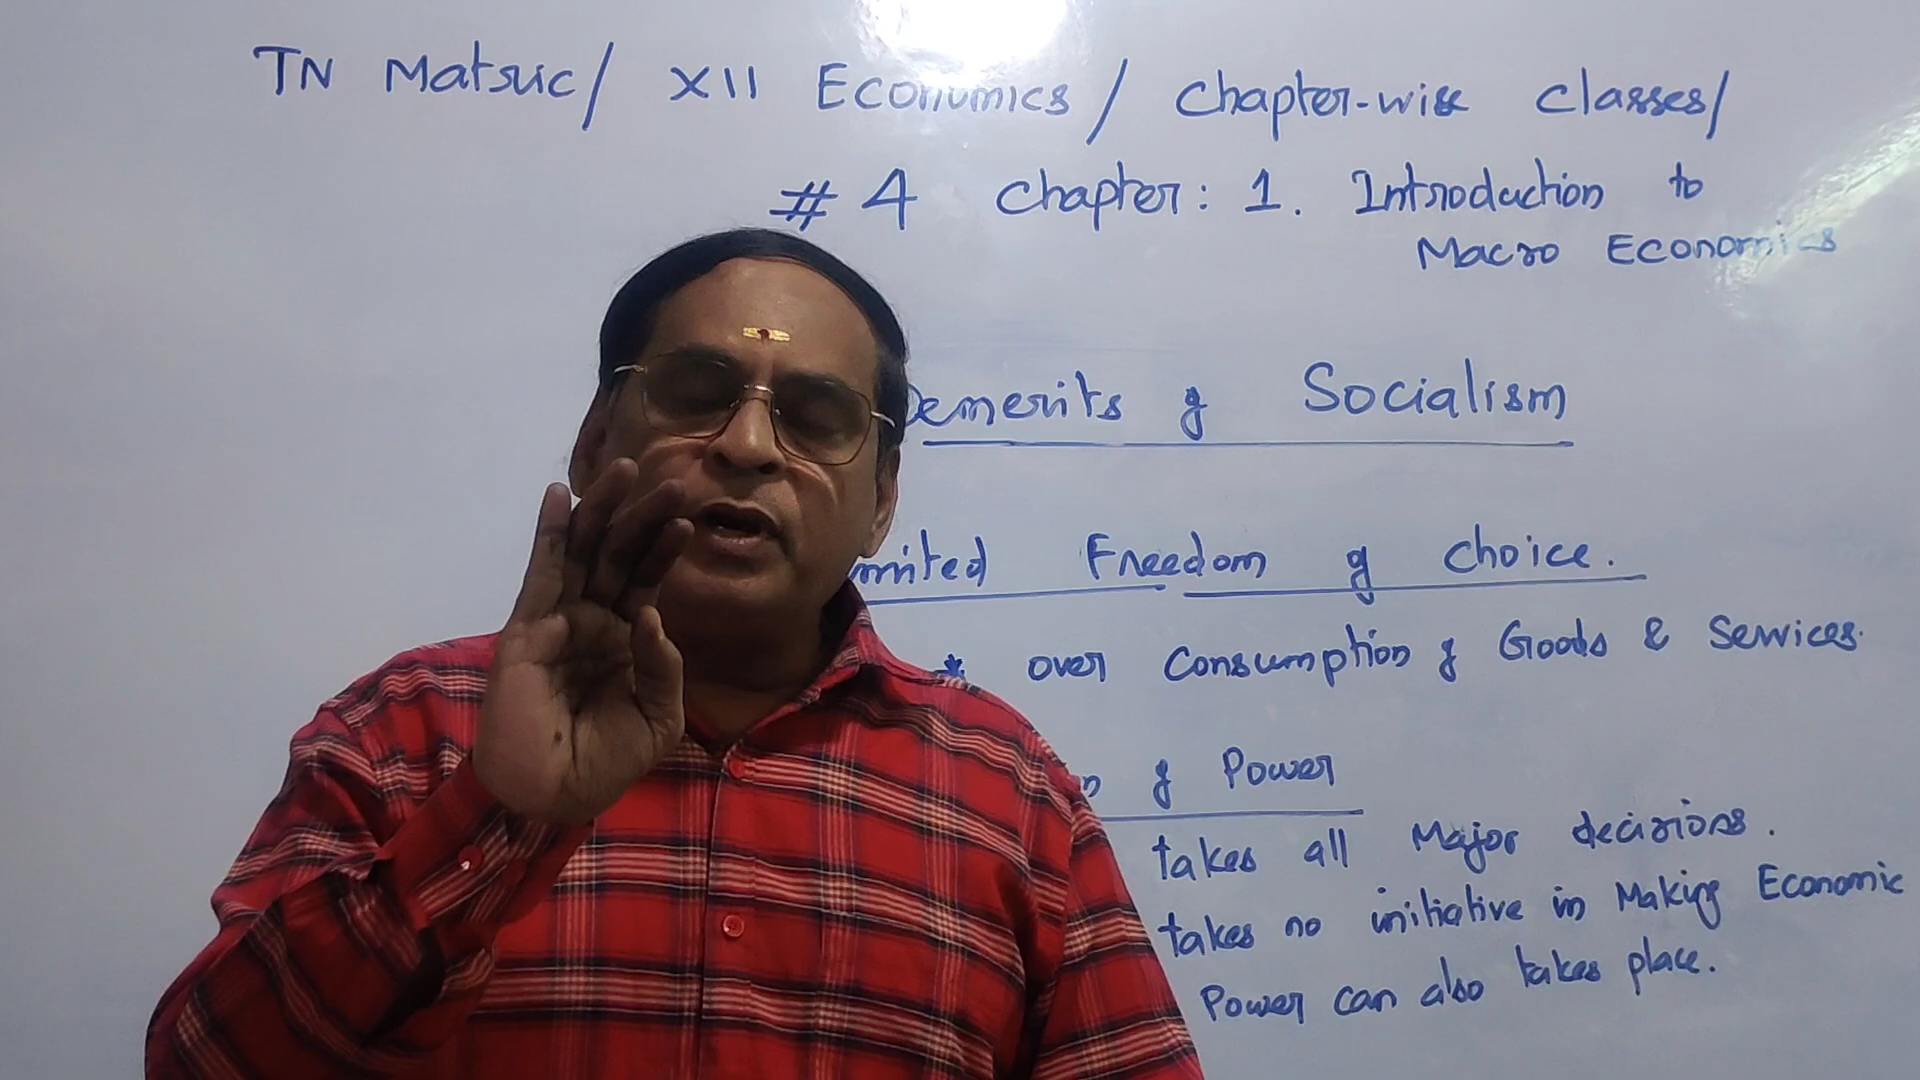 TN Matric/ XII Economics/ Chapter-wise classes/
# 4 Chapter: 1. Introduction to
Macro Economics
Demerits of Socialism
mited Freedom of choice.
* over Consumption of Goods & Services.
n of Power
takes all Major decisions.
takes no initiative in Making Economic
Power can also takes place.